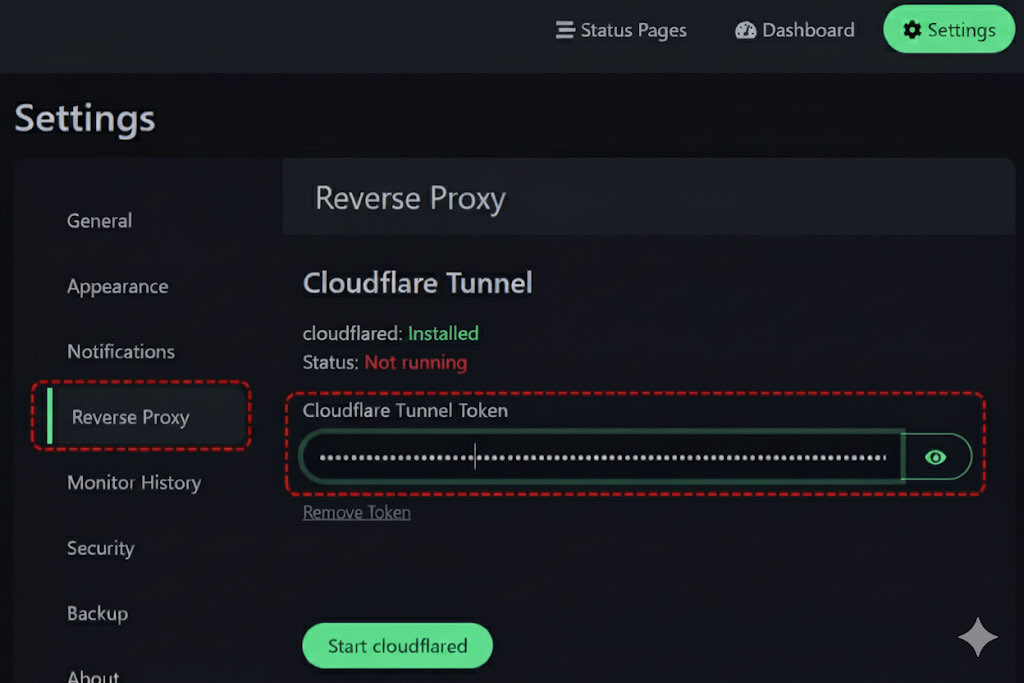 Status Pages
Dashboard
Settings
Settings
General
Appearance
Notifications
Reverse Proxy
Monitor History
Security
Backup
About
Reverse Proxy
Cloudflare Tunnel
cloudflared: Installed
Status: Not running
Cloudflare Tunnel Token
Remove Token
Start cloudflared